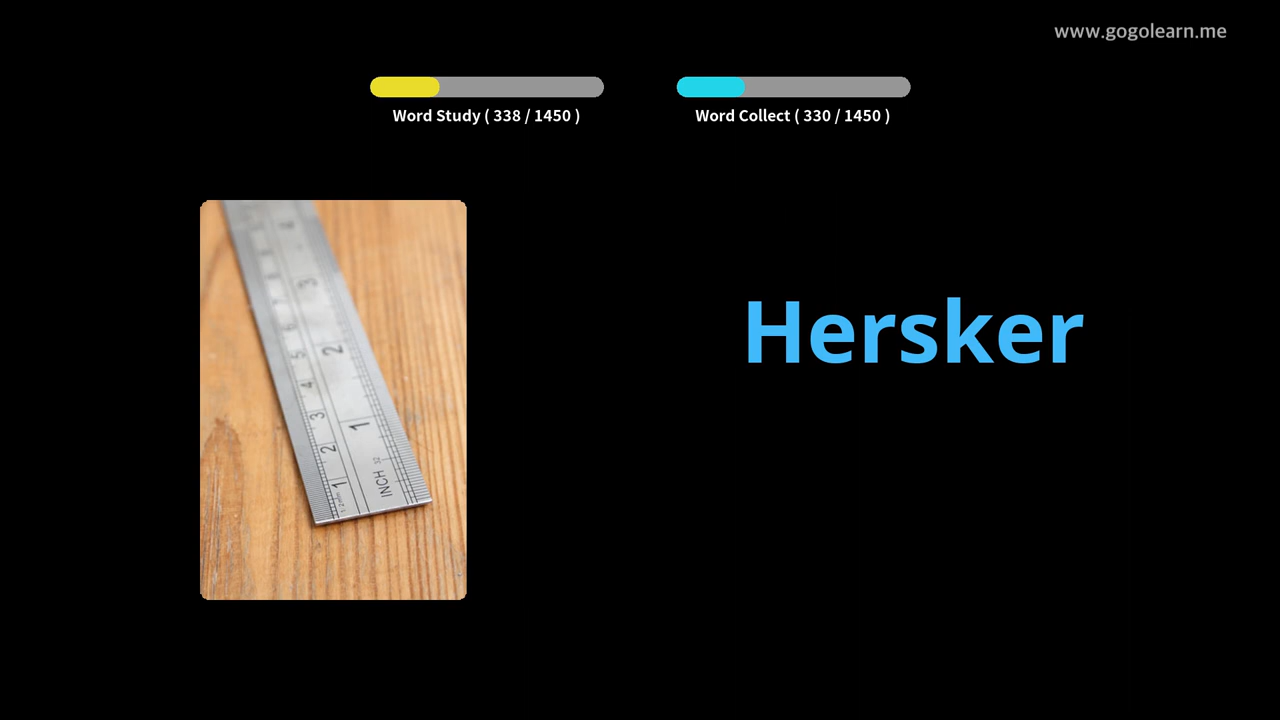 www.gogolearn.me
Word Study ( 338 / 1450 )
Word Collect ( 330 / 1450 )
Hersker
3
2
1
INCH 32
6
5
4
3
2
1